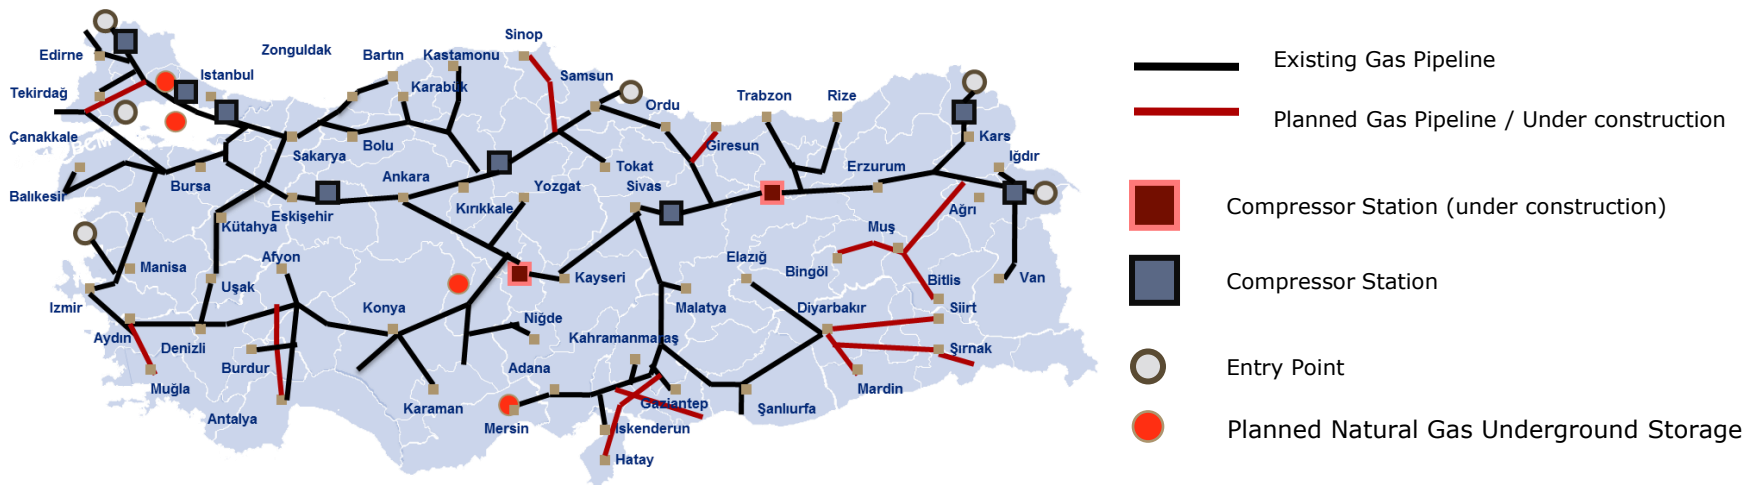 Sinop
Zonguldak
Bartın
Kastamonu
Edirne
Istanbul
Samsun
Karabük
Tekirdağ
Ordu
Trabzon
Rize
Çanakkale
Kars
Bolu
Giresun
Sakarya
Iğdır
Tokat
Erzurum
Bursa
Ankara
Yozgat
Sivas
Balıkesir
Kırıkkale
Eskişehir
Ağrı
Kütahya
Muş
Afyon
Elazığ
Manisa
Bingöl
Uşak
Kayseri
Bitlis
Van
Izmir
Konya
Malatya
Diyarbakır
Siirt
Niğde
Aydın
Kahramanmaraş
Denizli
Şırnak
Burdur
Adana
Muğla
Mardin
Karaman
Gaziantep
Şanlıurfa
Antalya
Mersin
İskenderun
Hatay
Existing Gas Pipeline
Planned Gas Pipeline / Under construction
Compressor Station (under construction)
Compressor Station
Entry Point
Planned Natural Gas Underground Storage